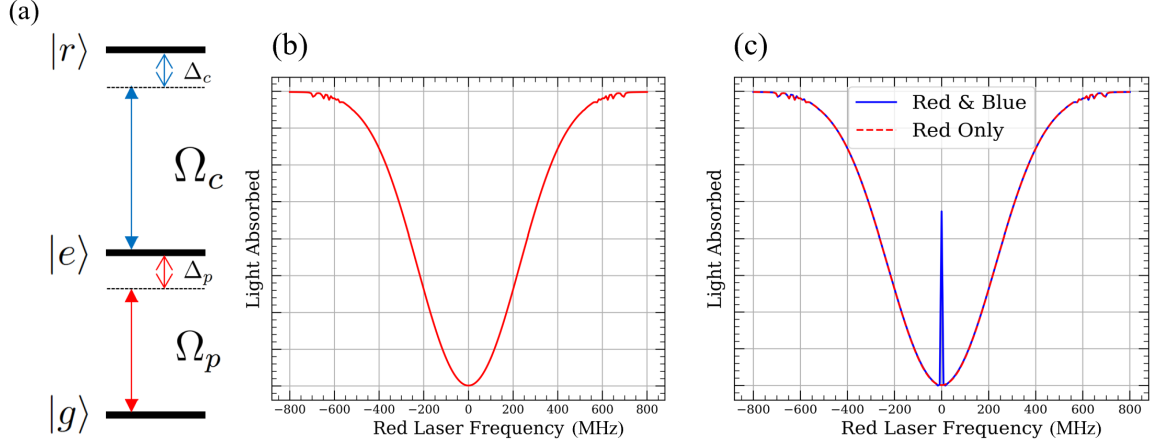 (a)
|r⟩
Δc
Ωc
|e⟩
Δp
Ωp
|g⟩
(b)
Light Absorbed
−800 −600 −400 −200 0 200 400 600 800
Red Laser Frequency (MHz)
(c)
Red & Blue
Red Only
Light Absorbed
−800 −600 −400 −200 0 200 400 600 800
Red Laser Frequency (MHz)